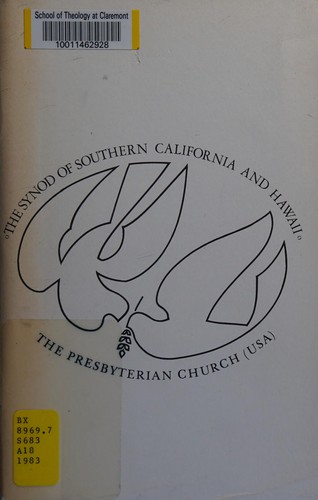 School of Theology at Claremont
10011462928
◦THE SYNOD OF SOUTHERN CALIFORNIA AND HAWAII◦
THE PRESBYTERIAN CHURCH (USA)
BX
8969.7
S683
A18
1983